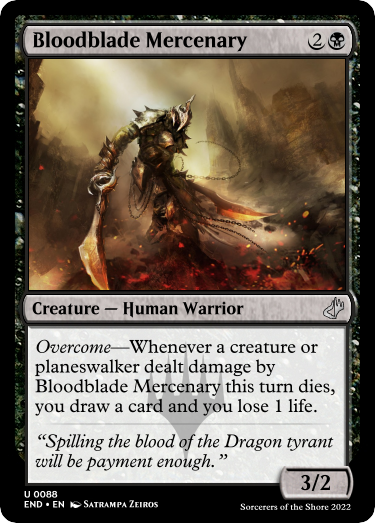 Bloodblade Mercenary 2
Creature — Human Warrior
Overcome—Whenever a creature or
planeswalker dealt damage by
Bloodblade Mercenary this turn dies,
you draw a card and you lose 1 life.
“Spilling the blood of the Dragon tyrant
will be payment enough.”
3/2
U 0088
END • EN Satrampa Zeiros
Sorcerers of the Shore 2022